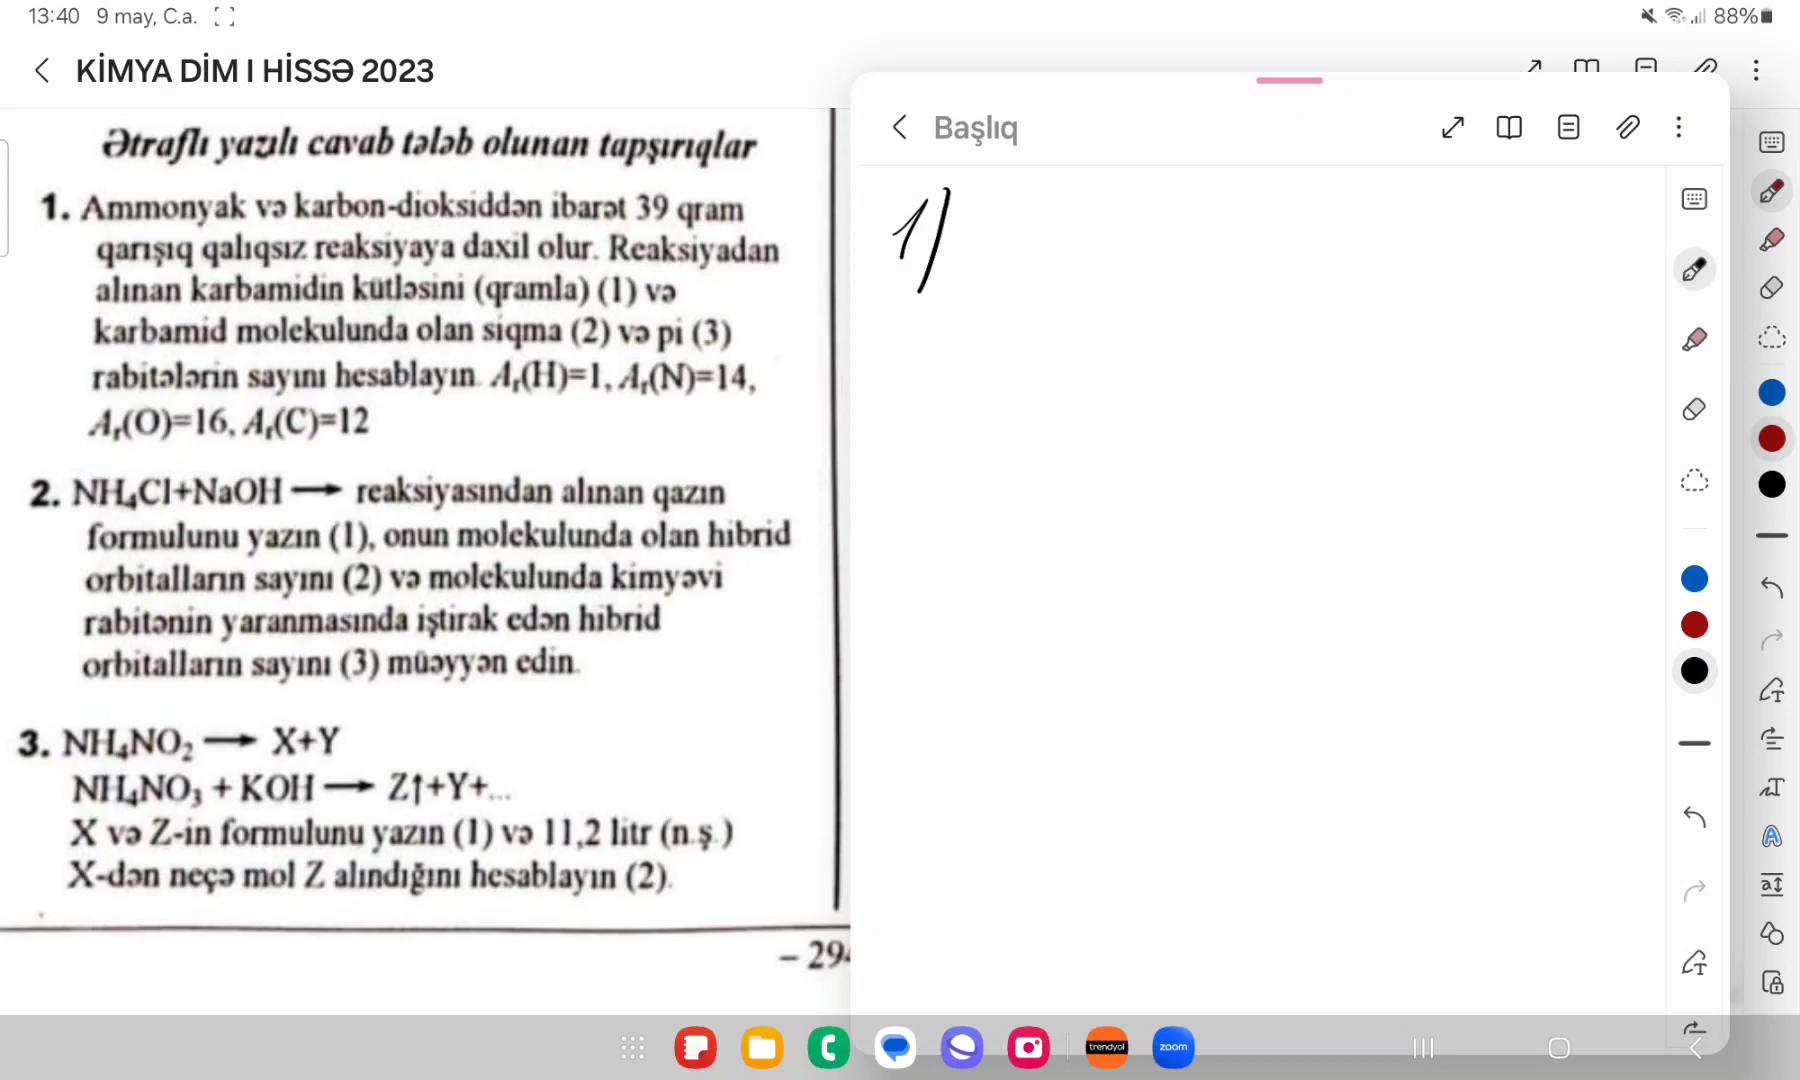 13:40 9 may, C.a.
88%
KİMYA DİM I HİSSƏ 2023
Ətraflı yazılı cavab tələb olunan tapşırıqlar
1. Ammonyak və karbon-dioksiddən ibarət 39 qram
qarışıq qalıqsız reaksiyaya daxil olur. Reaksiyadan
alınan karbamidin kütləsini (qramla) (1) və
karbamid molekulunda olan siqma (2) və pi (3)
rabitələrin sayını hesablayın. Aᵣ(H)=1, Aᵣ(N)=14,
Aᵣ(O)=16, Aᵣ(C)=12
2. NH₄Cl+NaOH ⟶ reaksiyasından alınan qazın
formulunu yazın (1), onun molekulunda olan hibrid
orbitalların sayını (2) və molekulunda kimyəvi
rabitənin yaranmasında iştirak edən hibrid
orbitalların sayını (3) müəyyən edin.
3. NH₄NO₂ ⟶ X+Y
NH₄NO₃ + KOH ⟶ Z↑+Y+...
X və Z-in formulunu yazın (1) və 11,2 litr (n.ş.)
X-dən neçə mol Z alındığını hesablayın (2).
– 294
Başlıq
1)
trendyol
zoom